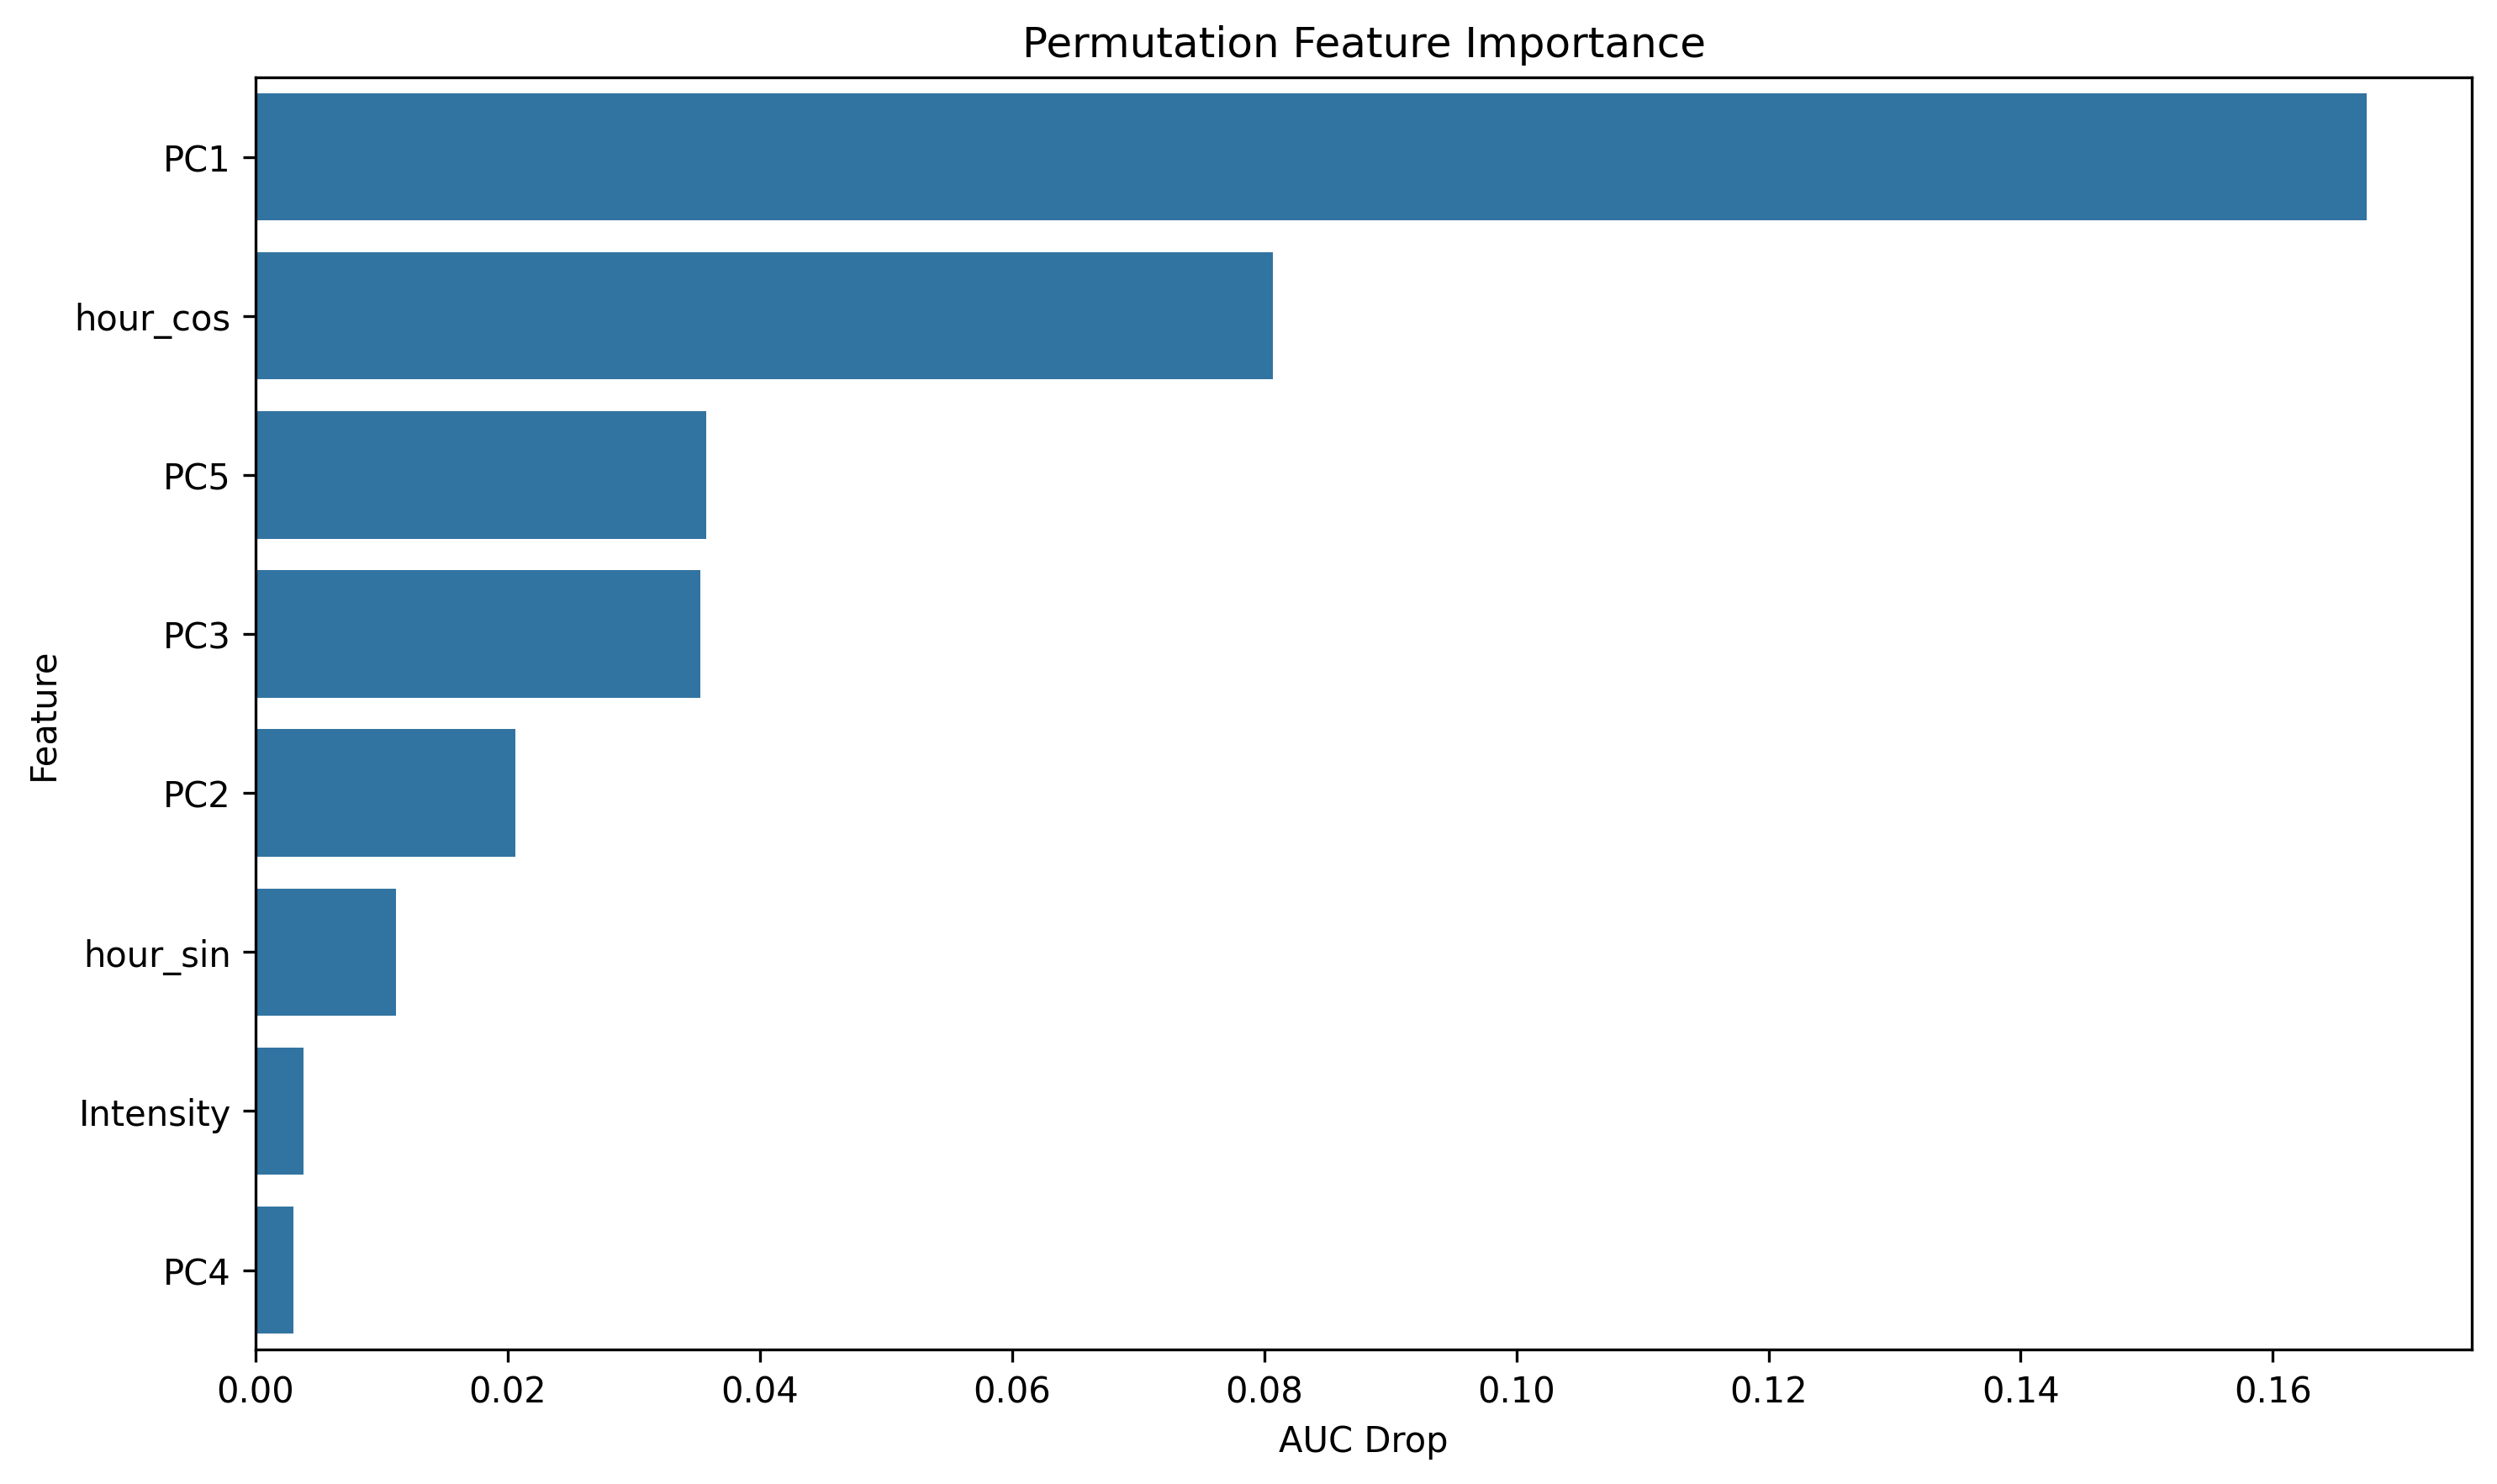 Permutation Feature Importance
PC1
hour_cos
PC5
PC3
PC2
hour_sin
Intensity
PC4
Feature
0.00 0.02 0.04 0.06 0.08 0.10 0.12 0.14 0.16
AUC Drop